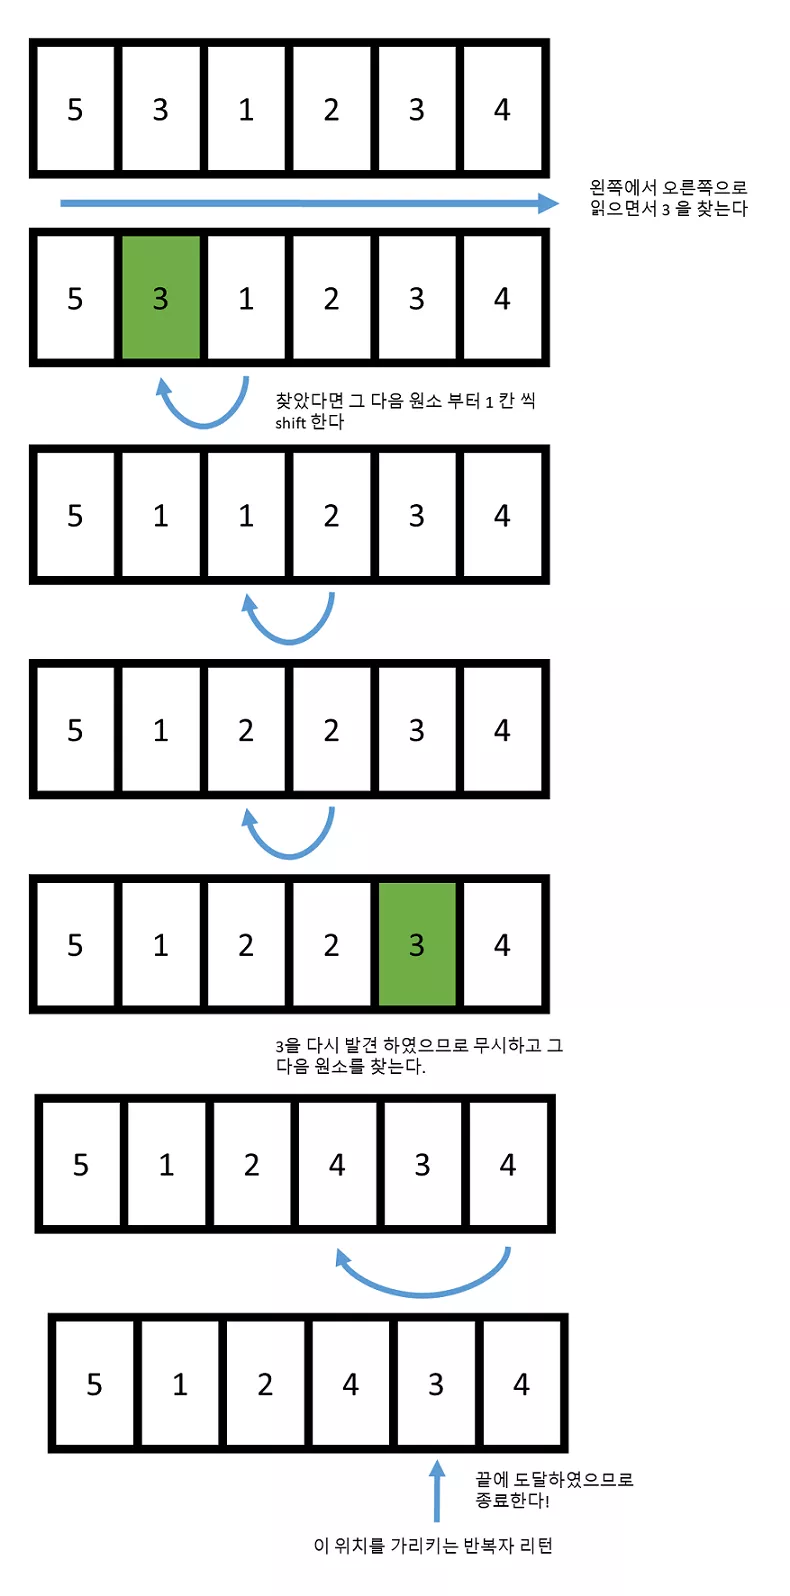 5 3 1 2 3 4
왼쪽에서 오른쪽으로
읽으면서 3 을 찾는다
5 3 1 2 3 4
찾았다면 그 다음 원소 부터 1 칸 씩
shift 한다
5 1 1 2 3 4
5 1 2 2 3 4
5 1 2 2 3 4
3을 다시 발견 하였으므로 무시하고 그
다음 원소를 찾는다.
5 1 2 4 3 4
5 1 2 4 3 4
끝에 도달하였으므로
종료한다!
이 위치를 가리키는 반복자 리턴